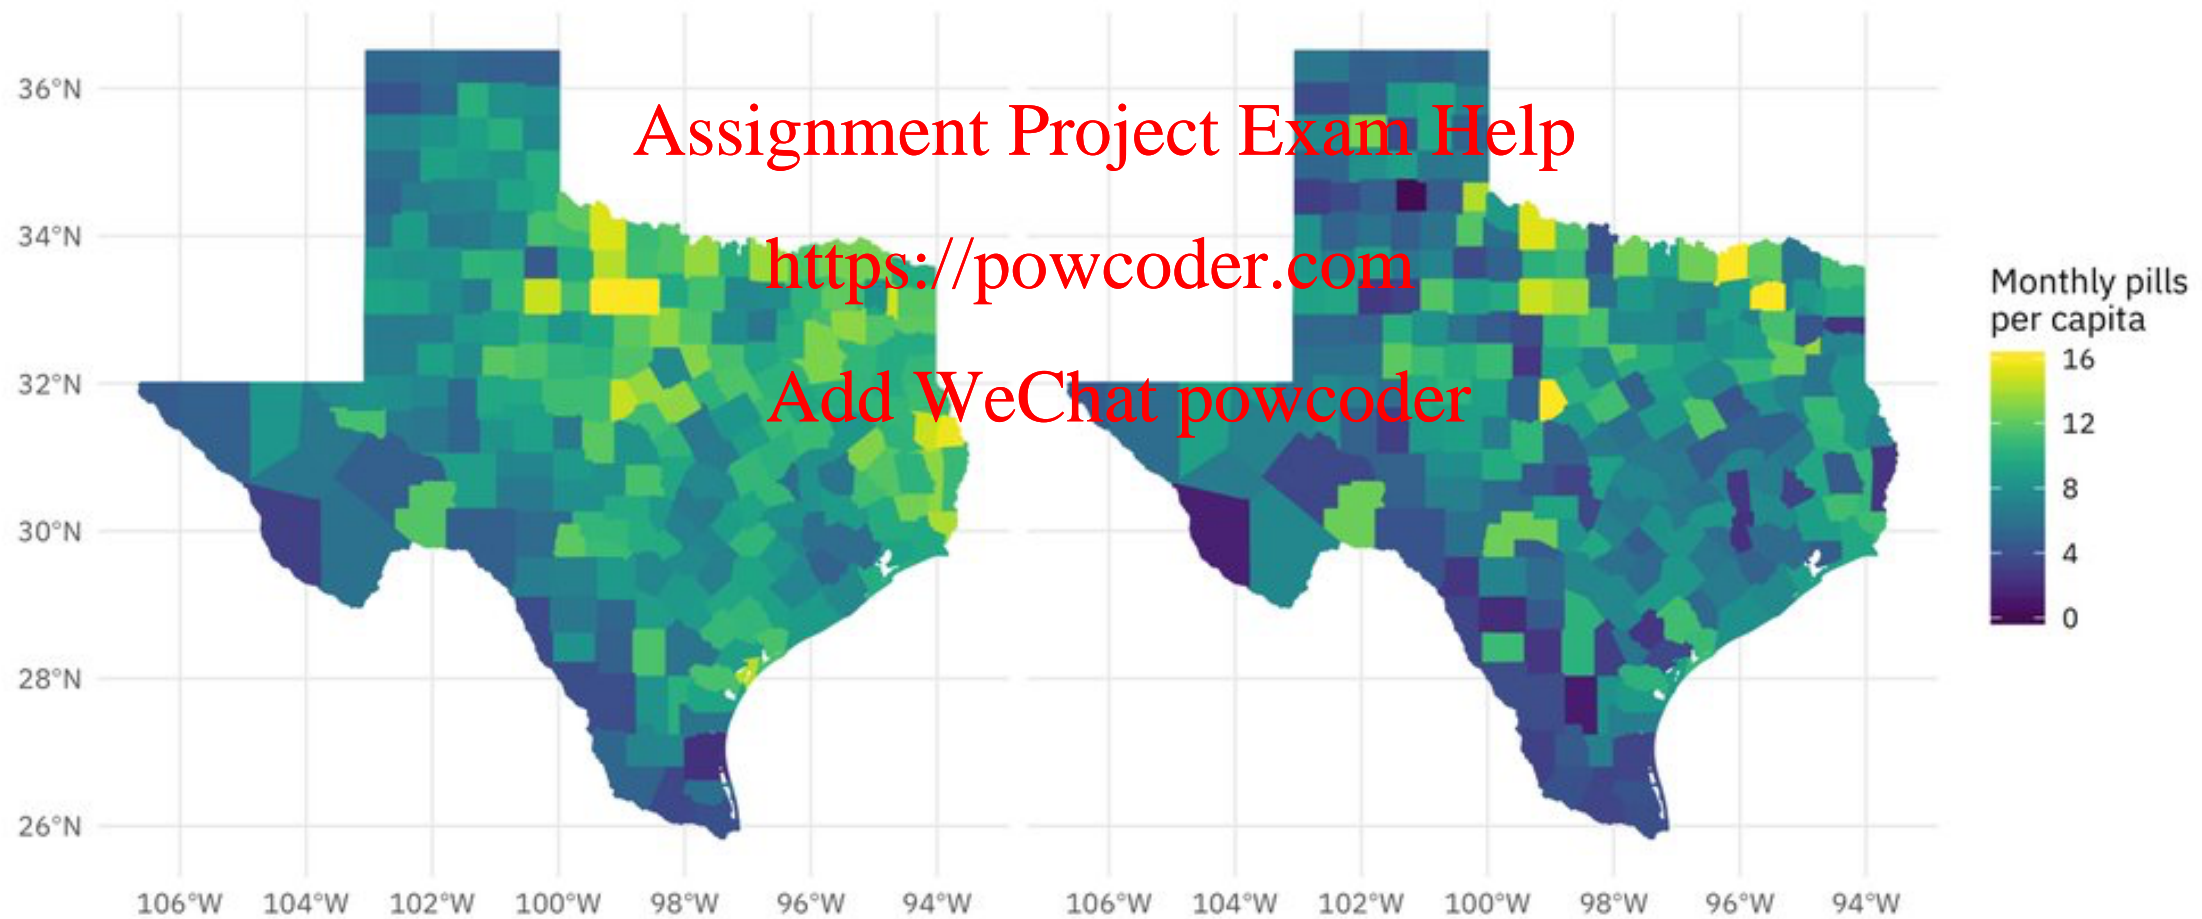 36°N
34°N
32°N
30°N
28°N
26°N
Assignment Project Exam Help
https://powcoder.com
Add WeChat powcoder
Monthly pills
per capita
16
12
8
4
0
106°W 104°W 102°W 100°W 98°W 96°W 94°W 106°W 104°W 102°W 100°W 98°W 96°W 94°W